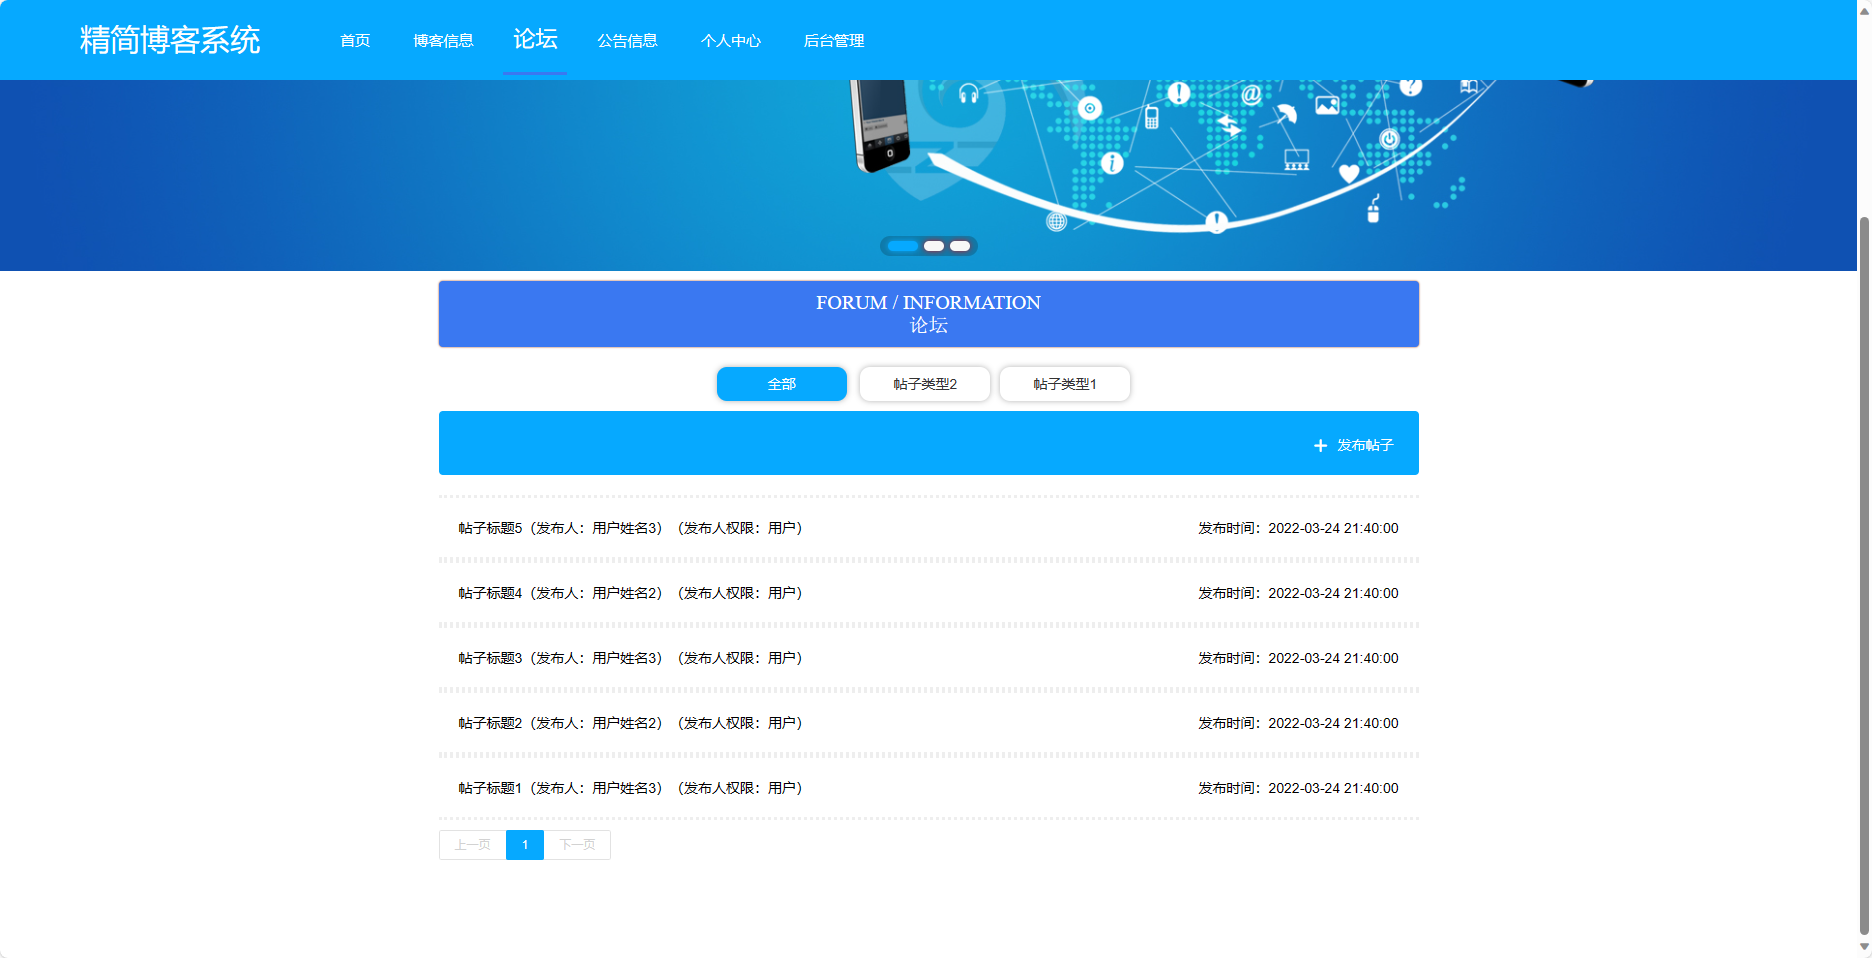 精简博客系统
首页
博客信息
论坛
公告信息
个人中心
后台管理
FORUM / INFORMATION
论坛
全部
帖子类型2
帖子类型1
+ 发布帖子
帖子标题5（发布人：用户姓名3）（发布人权限：用户） 发布时间：2022-03-24 21:40:00
帖子标题4（发布人：用户姓名2）（发布人权限：用户） 发布时间：2022-03-24 21:40:00
帖子标题3（发布人：用户姓名3）（发布人权限：用户） 发布时间：2022-03-24 21:40:00
帖子标题2（发布人：用户姓名2）（发布人权限：用户） 发布时间：2022-03-24 21:40:00
帖子标题1（发布人：用户姓名3）（发布人权限：用户） 发布时间：2022-03-24 21:40:00
上一页
1
下一页